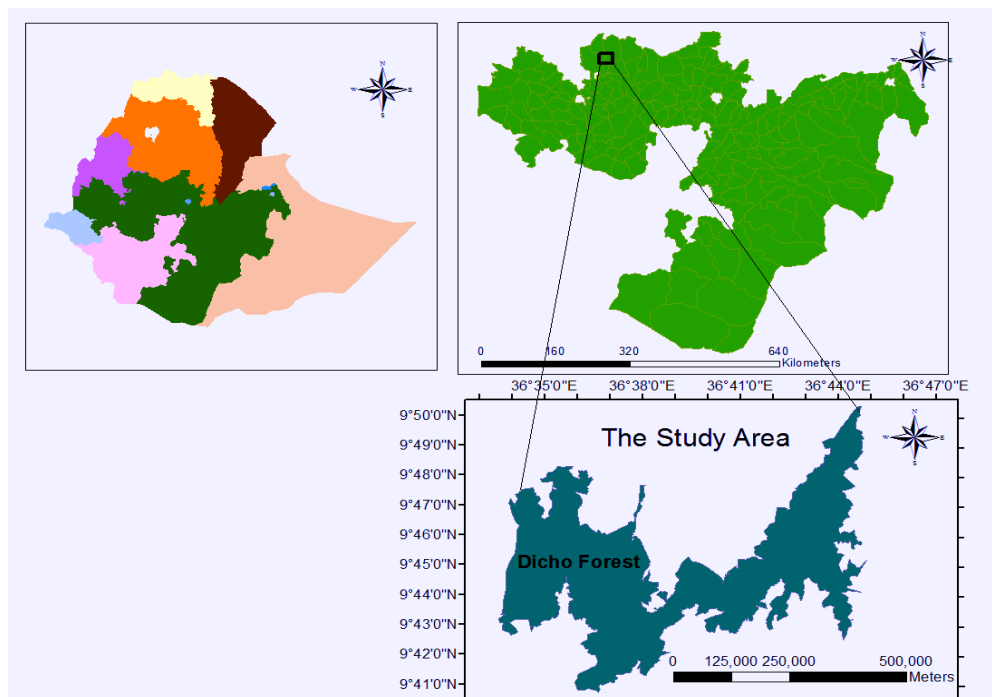 N
W E
S
N
W E
S
0 160 320 640
Kilometers
36°35'0"E 36°38'0"E 36°41'0"E 36°44'0"E 36°47'0"E
9°50'0"N
The Study Area
N
W E
S
9°49'0"N
9°48'0"N
9°47'0"N
9°46'0"N
9°45'0"N
Dicho Forest
9°44'0"N
9°43'0"N
9°42'0"N
0 125,000 250,000 500,000
Meters
9°41'0"N